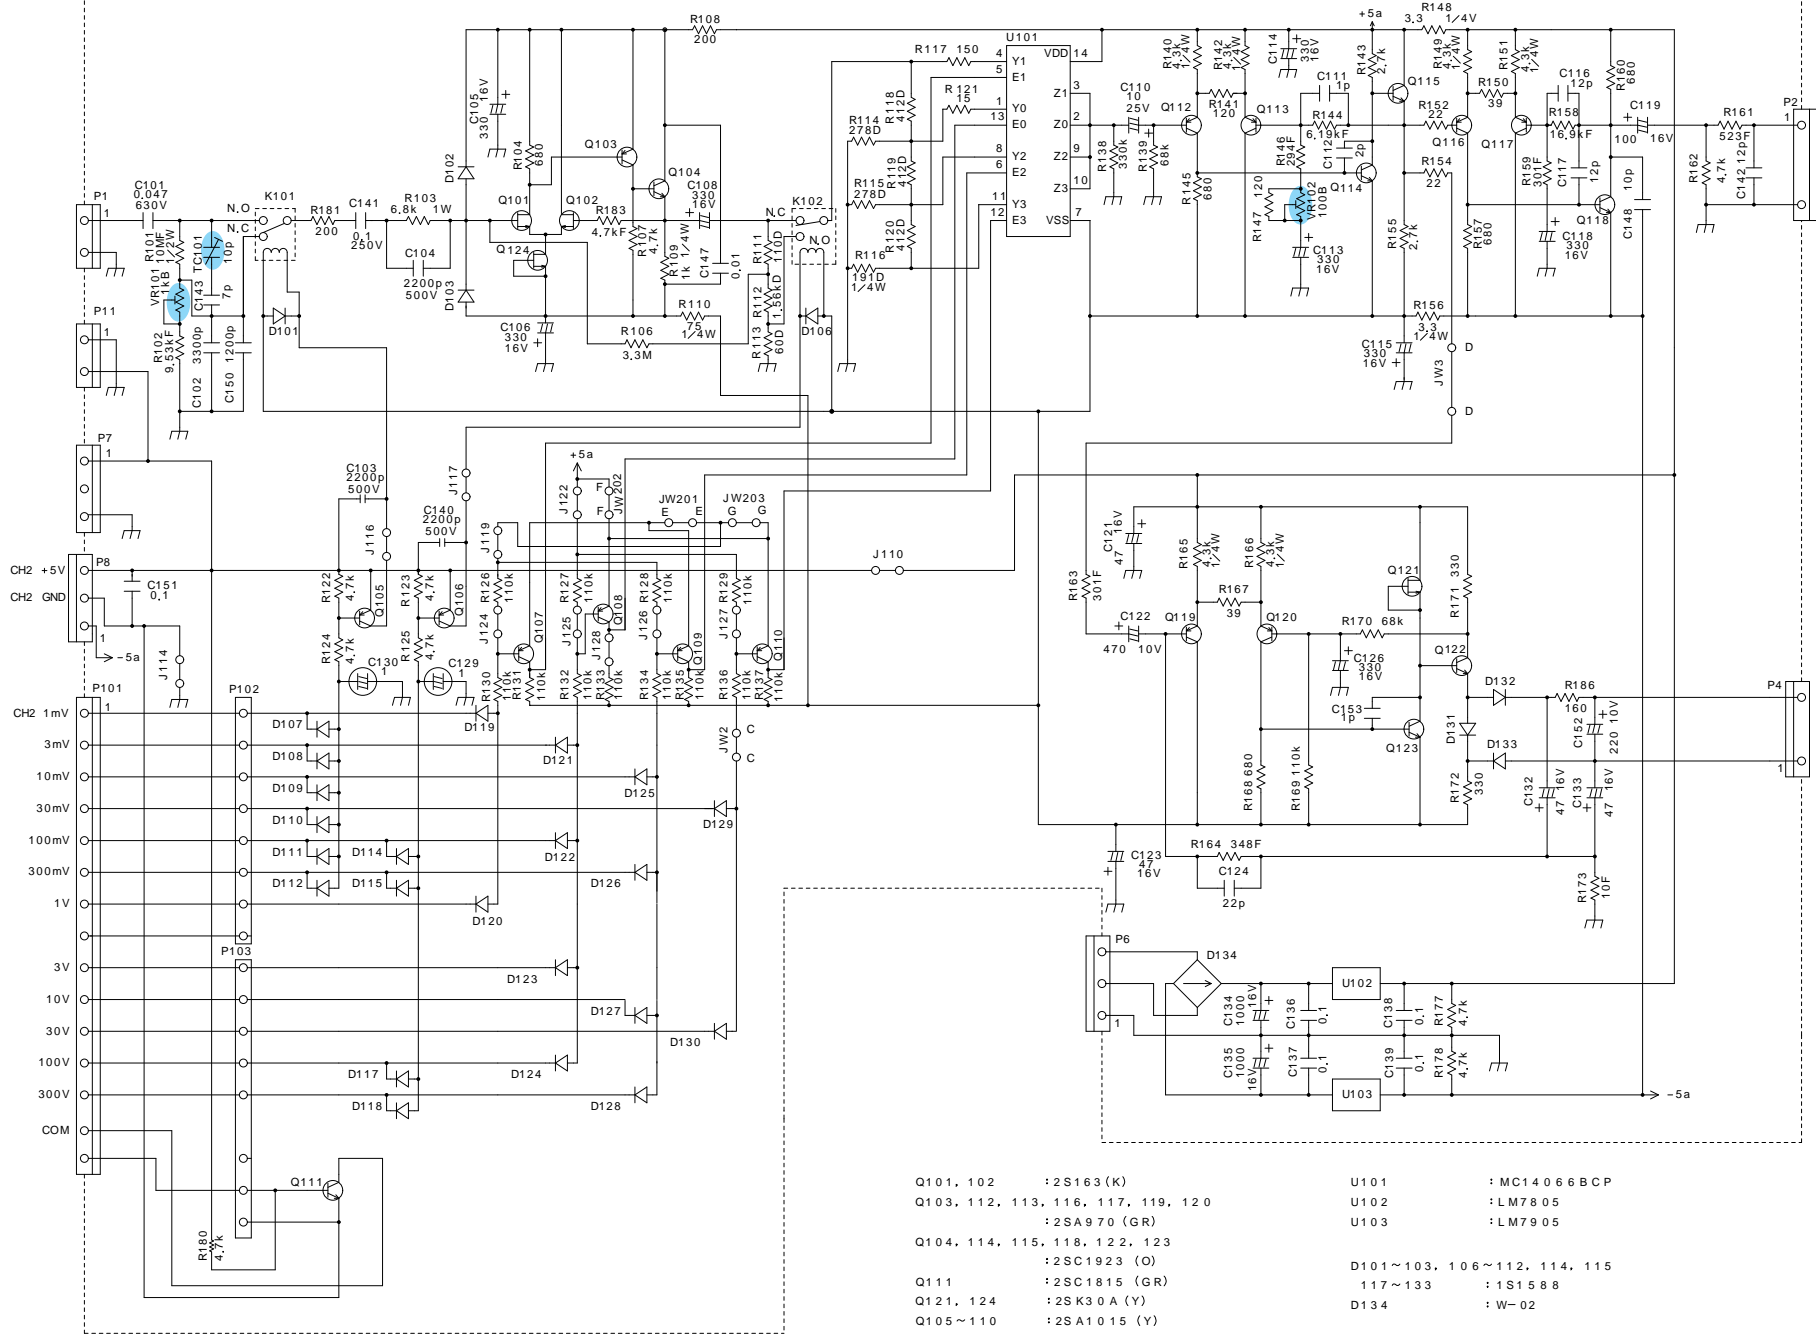 R108
200
+5a
R148
3.3 1/4V
U101
4 Y1 VDD 14
5 E1
1 Y0 Z1 3
13 E0 Z0 2
8 Y2 Z2 9
6 E2 Z3 10
11 Y3
12 E3 VSS 7
R117 150
R121
15
R118
412D
R114
278D
R119
412D
R115
278D
R120
412D
R116
191D
1/4W
C105
330 16V
D102
R104
680
Q103
Q104
C108
330
16V
Q101
Q102
R183
4.7kF
Q124
D103
R107
4.7k
R109
1k 1/4W
C147
0.01
R110
75
1/4W
R106
3.3M
C106
330
16V
K102
N.C
N.O
R111
110D
R112
1.56kD
R113
60D
D106
P1
1
C101
0.047
630V
K101
N.O
N.C
R181
200
C141
0.1
250V
R103
6.8k 1W
C104
2200p
500V
R101
10MF
1/2W
TC101
10p
VR101
1kB
C143
7p
R102
9.53kF
C102 3300p
C150 1200p
D101
P11
1
P7
1
R140
4.3k
1/4W
R142
4.3k
1/4W
C114
330
16V
R143
2.7k
C111
1p
Q115
R149
4.3k
1/4W
R151
4.3k
1/4W
R150
39
C116
12p
R160
680
C110
10
25V
Q112
R141
120
Q113
R144
6.19kF
R152
22
Q116
Q117
R158
16.9kF
C119
100
16V
R161
523F
P2
1
R138
330k
R139
68k
R145
680
R146
294F
C112
2p
Q114
R154
22
R159
301F
C117
12p
R162
4.7k
C142 12p
R147
120
VR102
100B
C113
330
16V
R155
2.7k
R157
680
Q118
C118
330
16V
10p
C148
R156
3.3
1/4W
C115
330
16V
JW3
D
D
C103
2200p
500V
J117
C140
2200p
500V
J116
J119
+5a
J122
F
F
JW202
JW201
E
E
JW203
G
G
P8
CH2 +5V
CH2 GND
1
-5a
C151
0.1
J114
R122
4.7k
Q105
R123
4.7k
Q106
R126
110k
R127
110k
R128
110k
R129
110k
J110
R124
4.7k
R125
4.7k
J124
Q107
J125
Q108
J128
J126
Q109
J127
Q110
C130
1
C129
1
R130
110k
R131
110k
R132
110k
R133
110k
R134
110k
R135
110k
R136
110k
R137
110k
P101
P102
CH2 1mV
1
3mV
10mV
30mV
100mV
300mV
1V
3V
10V
30V
100V
300V
COM
D107
D108
D109
D110
D111
D112
D114
D115
D119
D121
D125
D129
D122
D126
D120
P103
D123
D127
D130
D117
D124
D118
D128
JW2
C
C
Q111
R180
4.7k
C121
47 16V
R165
4.3k
1/4W
R166
4.3k
1/4W
R163
301F
Q121
R171 330
R167
39
C122
470 10V
Q119
Q120
R170 68k
Q122
C126
330
16V
C153
1p
Q123
D132
D131
D133
R186
160
C152
220 10V
P4
1
R168 680
R169 110k
R172
330
C132
47 16V
C133
47 16V
R164 348F
C124
22p
C123
47
16V
R173
10F
P6
1
D134
U102
U103
C134
1000
16V
C135
1000
16V
C136
0.1
C137
0.1
C138
0.1
C139
0.1
R177
4.7k
R178
4.7k
-5a
Q101, 102 :2S163(K)
Q103, 112, 113, 116, 117, 119, 120
:2SA970 (GR)
Q104, 114, 115, 118, 122, 123
:2SC1923 (O)
Q111 :2SC1815 (GR)
Q121, 124 :2SK30A (Y)
Q105~110 :2SA1015 (Y)
U101 :MC14066BCP
U102 :LM7805
U103 :LM7905
D101~103, 106~112, 114, 115
117~133 :1S1588
D134 :W-02